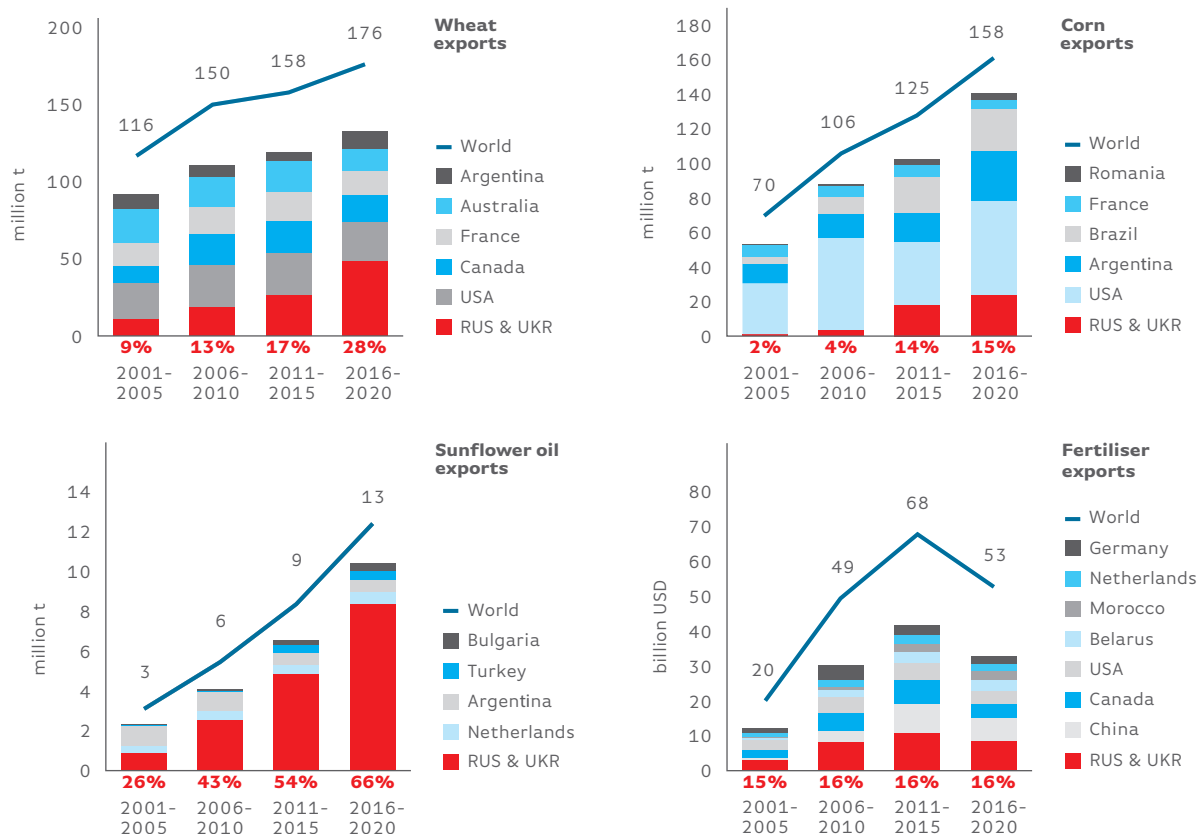 Wheat
exports
million t
200
150
100
50
0
116
150
158
176
World
Argentina
Australia
France
Canada
USA
RUS & UKR
9%
13%
17%
28%
2001-
2005
2006-
2010
2011-
2015
2016-
2020
Corn
exports
million t
180
160
140
120
100
80
60
40
20
0
70
106
125
158
World
Romania
France
Brazil
Argentina
USA
RUS & UKR
2%
4%
14%
15%
2001-
2005
2006-
2010
2011-
2015
2016-
2020
Sunflower oil
exports
million t
14
12
10
8
6
4
2
0
3
6
9
13
World
Bulgaria
Turkey
Argentina
Netherlands
RUS & UKR
26%
43%
54%
66%
2001-
2005
2006-
2010
2011-
2015
2016-
2020
Fertiliser
exports
billion USD
80
70
60
50
40
30
20
10
0
20
49
68
53
World
Germany
Netherlands
Morocco
Belarus
USA
Canada
China
RUS & UKR
15%
16%
16%
16%
2001-
2005
2006-
2010
2011-
2015
2016-
2020